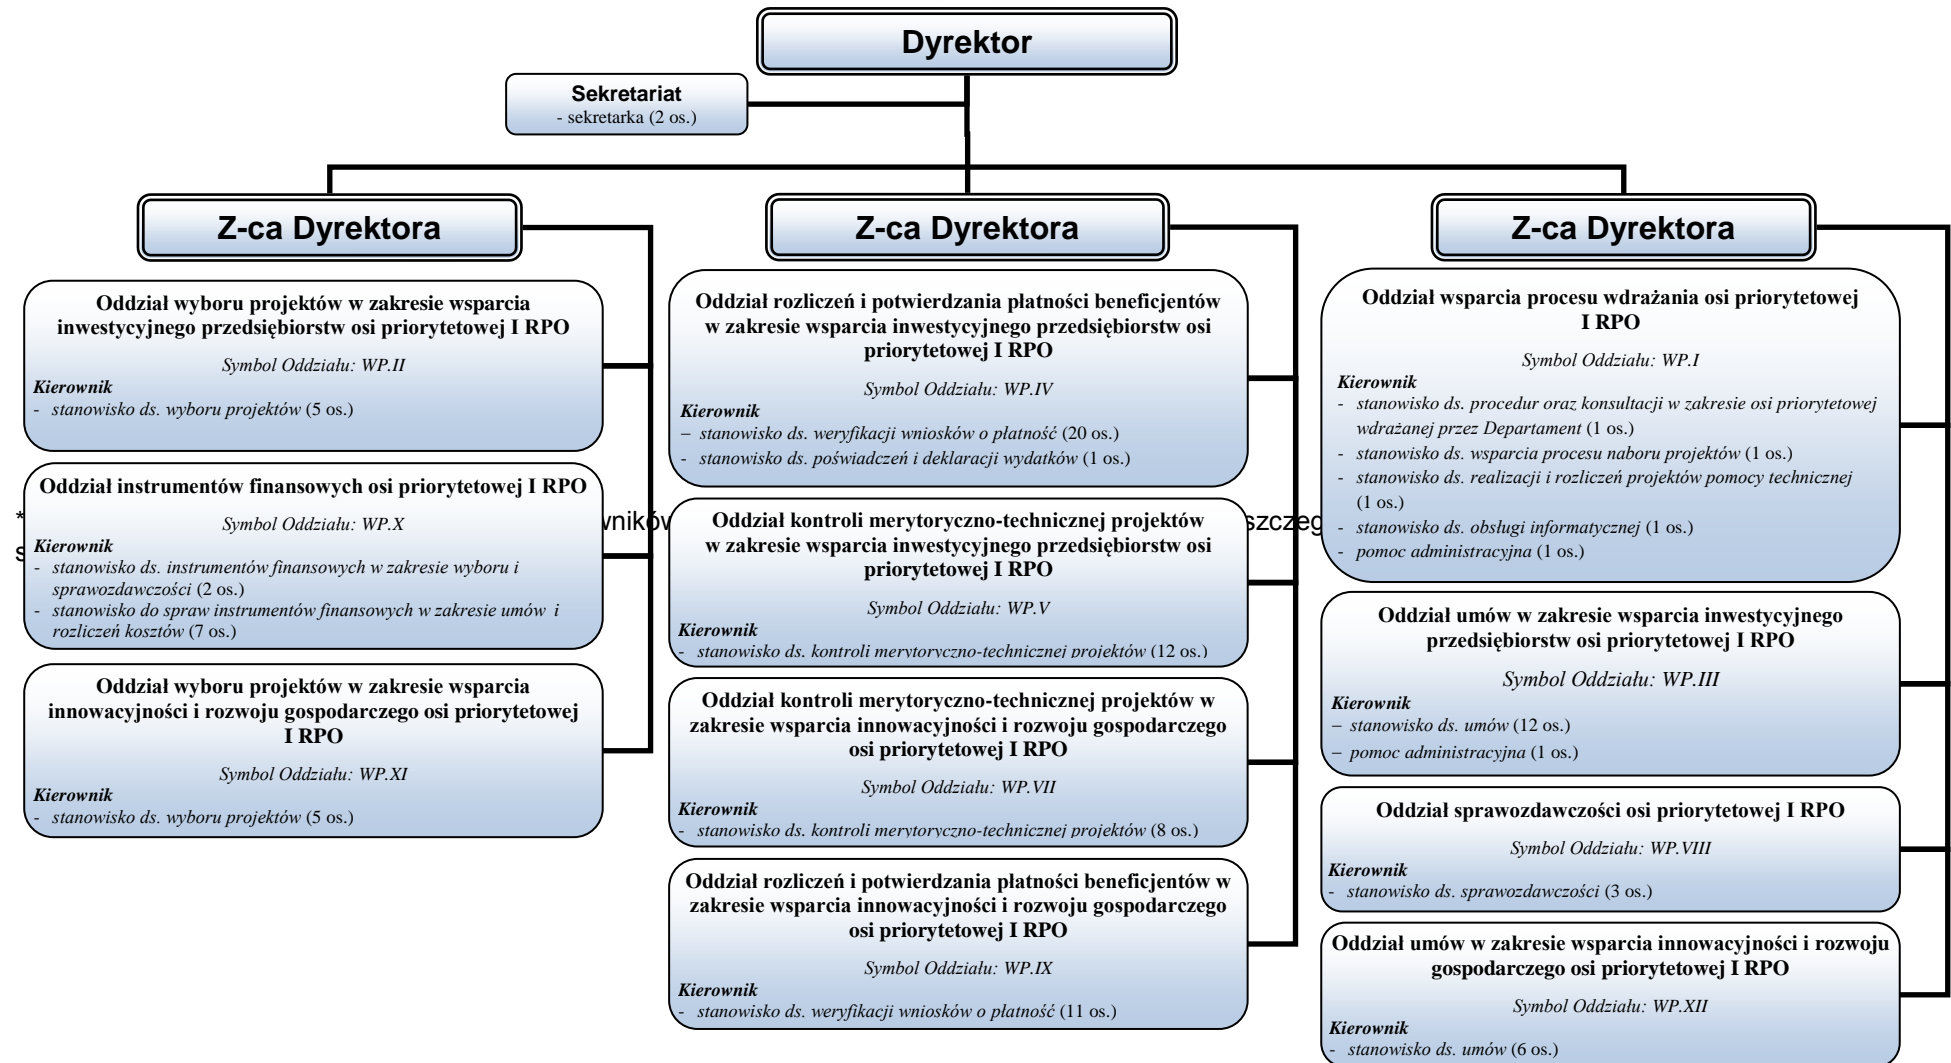 Dyrektor
Sekretariat
- sekretarka (2 os.)
Z-ca Dyrektora
Oddział wyboru projektów w zakresie wsparcia
inwestycyjnego przedsiębiorstw osi priorytetowej I RPO
Symbol Oddziału: WP.II
Kierownik
- stanowisko ds. wyboru projektów (5 os.)
Oddział instrumentów finansowych osi priorytetowej I RPO
Symbol Oddziału: WP.X
Kierownik
- stanowisko ds. instrumentów finansowych w zakresie wyboru i
sprawozdawczości (2 os.)
- stanowisko do spraw instrumentów finansowych w zakresie umów i
rozliczeń kosztów (7 os.)
Oddział wyboru projektów w zakresie wsparcia
innowacyjności i rozwoju gospodarczego osi priorytetowej
I RPO
Symbol Oddziału: WP.XI
Kierownik
- stanowisko ds. wyboru projektów (5 os.)
Z-ca Dyrektora
Oddział rozliczeń i potwierdzania płatności beneficjentów
w zakresie wsparcia inwestycyjnego przedsiębiorstw osi
priorytetowej I RPO
Symbol Oddziału: WP.IV
Kierownik
– stanowisko ds. weryfikacji wniosków o płatność (20 os.)
- stanowisko ds. poświadczeń i deklaracji wydatków (1 os.)
Oddział kontroli merytoryczno-technicznej projektów
w zakresie wsparcia inwestycyjnego przedsiębiorstw osi
priorytetowej I RPO
Symbol Oddziału: WP.V
Kierownik
- stanowisko ds. kontroli merytoryczno-technicznej projektów (12 os.)
Oddział kontroli merytoryczno-technicznej projektów w
zakresie wsparcia innowacyjności i rozwoju gospodarczego
osi priorytetowej I RPO
Symbol Oddziału: WP.VII
Kierownik
- stanowisko ds. kontroli merytoryczno-technicznej projektów (8 os.)
Oddział rozliczeń i potwierdzania płatności beneficjentów w
zakresie wsparcia innowacyjności i rozwoju gospodarczego
osi priorytetowej I RPO
Symbol Oddziału: WP.IX
Kierownik
- stanowisko ds. weryfikacji wniosków o płatność (11 os.)
Z-ca Dyrektora
Oddział wsparcia procesu wdrażania osi priorytetowej
I RPO
Symbol Oddziału: WP.I
Kierownik
- stanowisko ds. procedur oraz konsultacji w zakresie osi priorytetowej
wdrażanej przez Departament (1 os.)
- stanowisko ds. wsparcia procesu naboru projektów (1 os.)
- stanowisko ds. realizacji i rozliczeń projektów pomocy technicznej
(1 os.)
- stanowisko ds. obsługi informatycznej (1 os.)
- pomoc administracyjna (1 os.)
Oddział umów w zakresie wsparcia inwestycyjnego
przedsiębiorstw osi priorytetowej I RPO
Symbol Oddziału: WP.III
Kierownik
– stanowisko ds. umów (12 os.)
– pomoc administracyjna (1 os.)
Oddział sprawozdawczości osi priorytetowej I RPO
Symbol Oddziału: WP.VIII
Kierownik
- stanowisko ds. sprawozdawczości (3 os.)
Oddział umów w zakresie wsparcia innowacyjności i rozwoju
gospodarczego osi priorytetowej I RPO
Symbol Oddziału: WP.XII
Kierownik
- stanowisko ds. umów (6 os.)